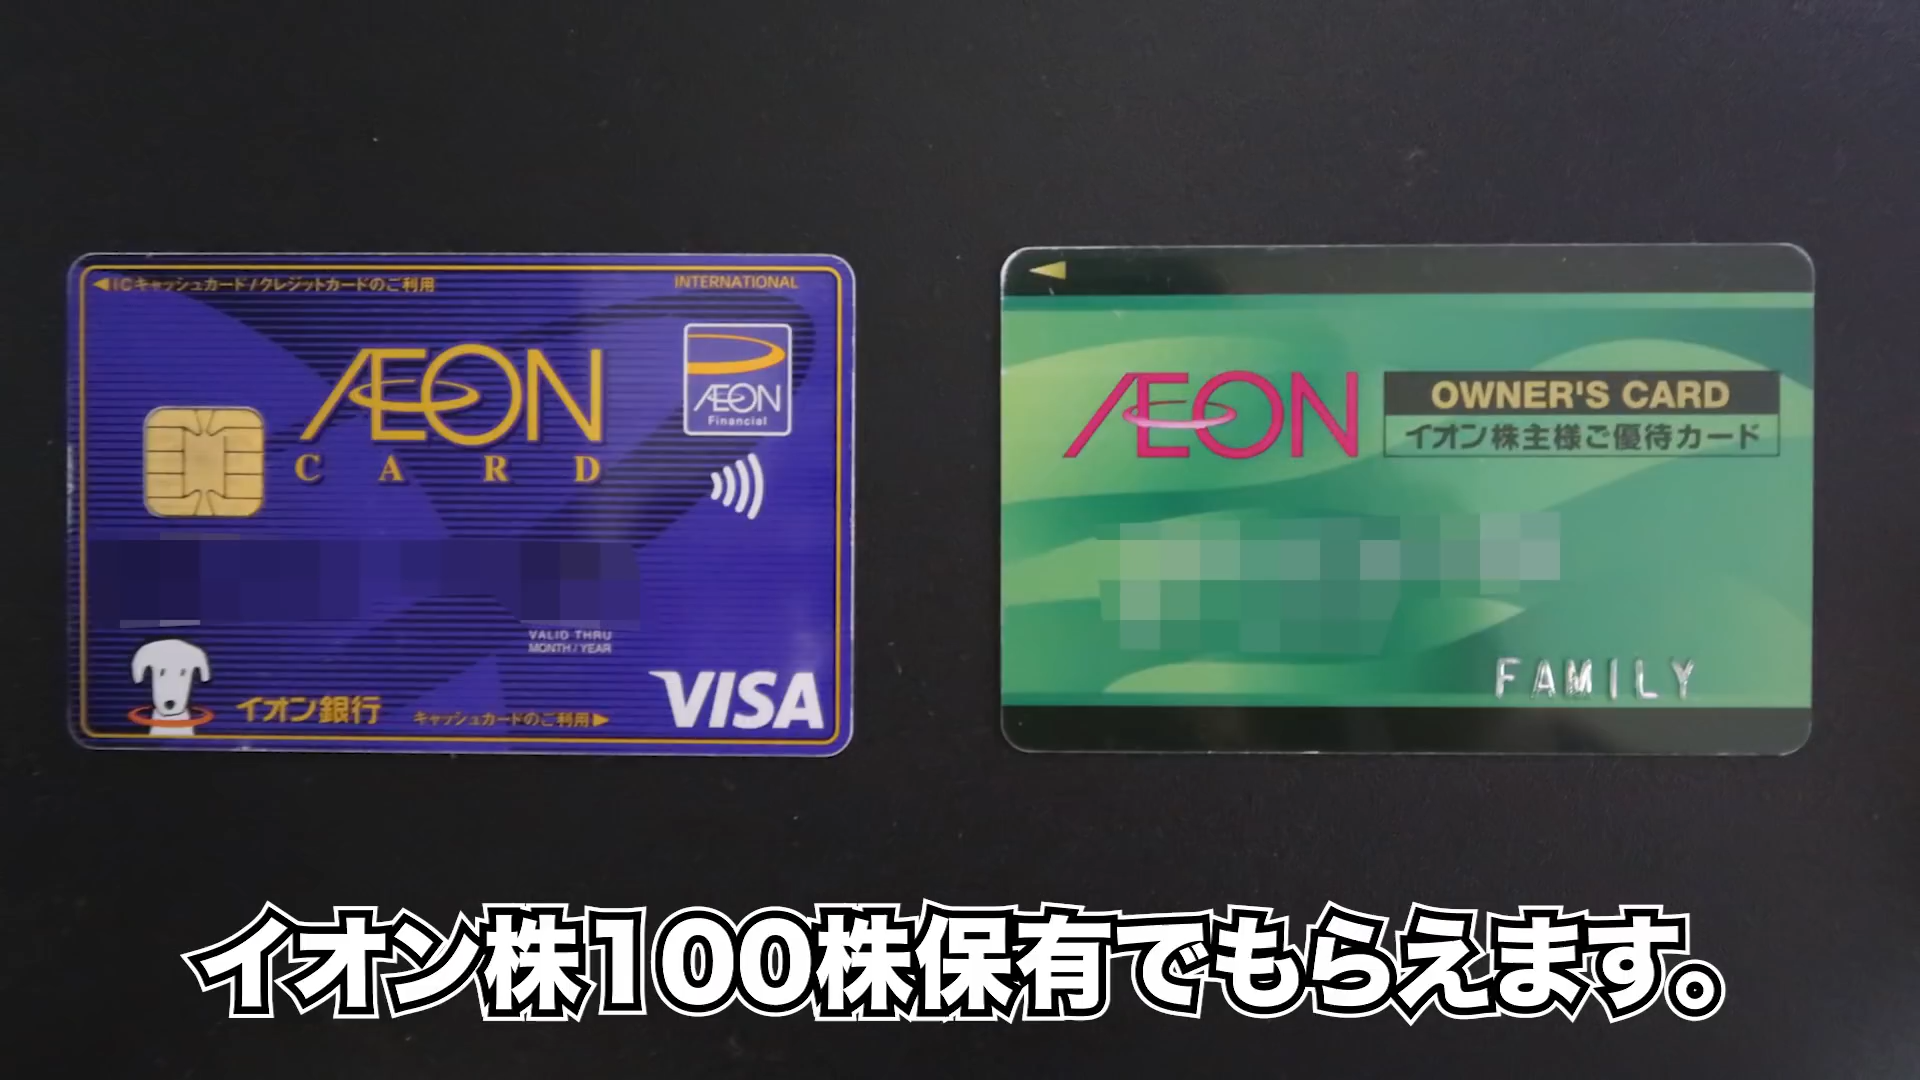 ◀ICキャッシュカード/クレジットカードのご利用
INTERNATIONAL
ÆON
CARD
ÆON
Financial
VALID THRU
MONTH/YEAR
イオン銀行
キャッシュカードのご利用▶
VISA
ÆON
OWNER'S CARD
イオン株主様ご優待カード
FAMILY
イオン株100株保有でもらえます。